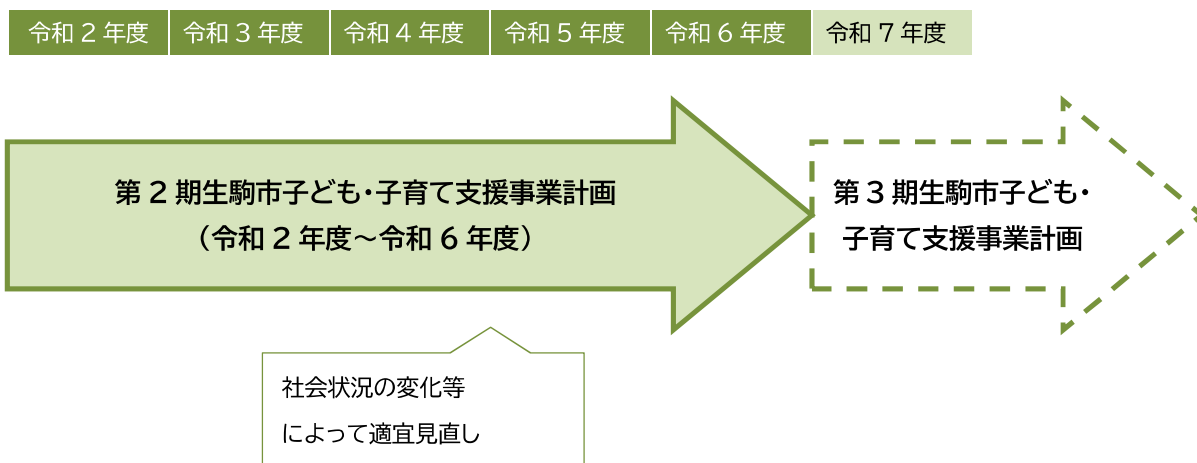 令和２年度 令和３年度 令和４年度 令和５年度 令和６年度 令和７年度
第２期生駒市子ども・子育て支援事業計画
（令和２年度～令和６年度）
第３期生駒市子ども・
子育て支援事業計画
社会状況の変化等
によって適宜見直し